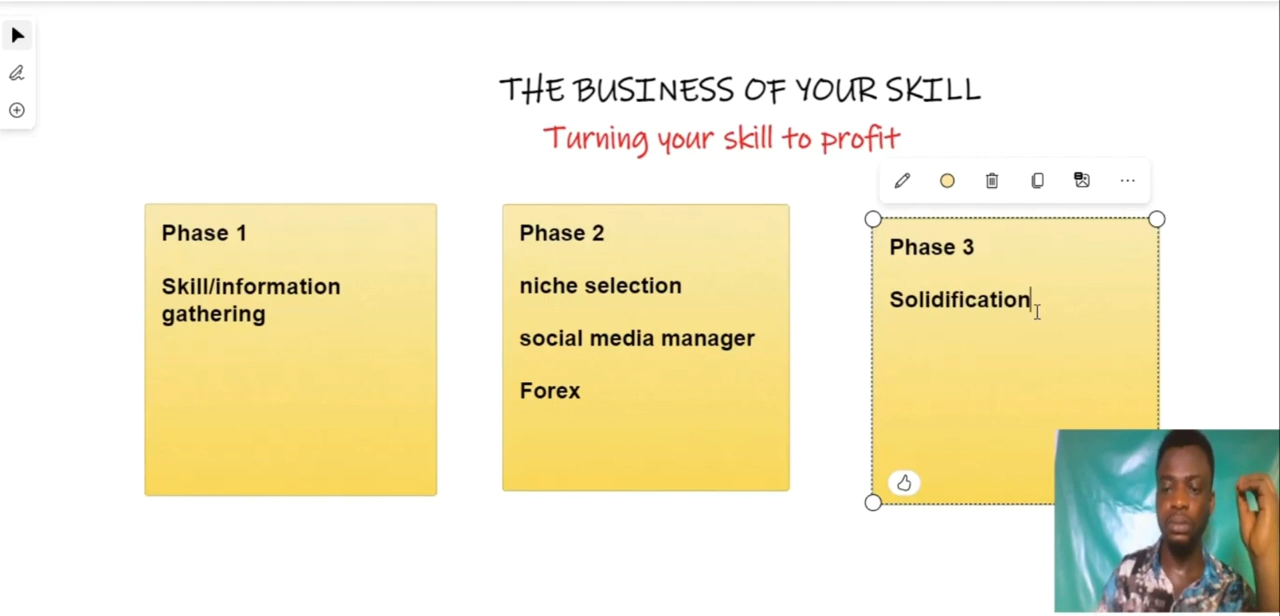 THE BUSINESS OF YOUR SKILL
Turning your skill to profit
Phase 1
Skill/information
gathering
Phase 2
niche selection
social media manager
Forex
Phase 3
Solidification